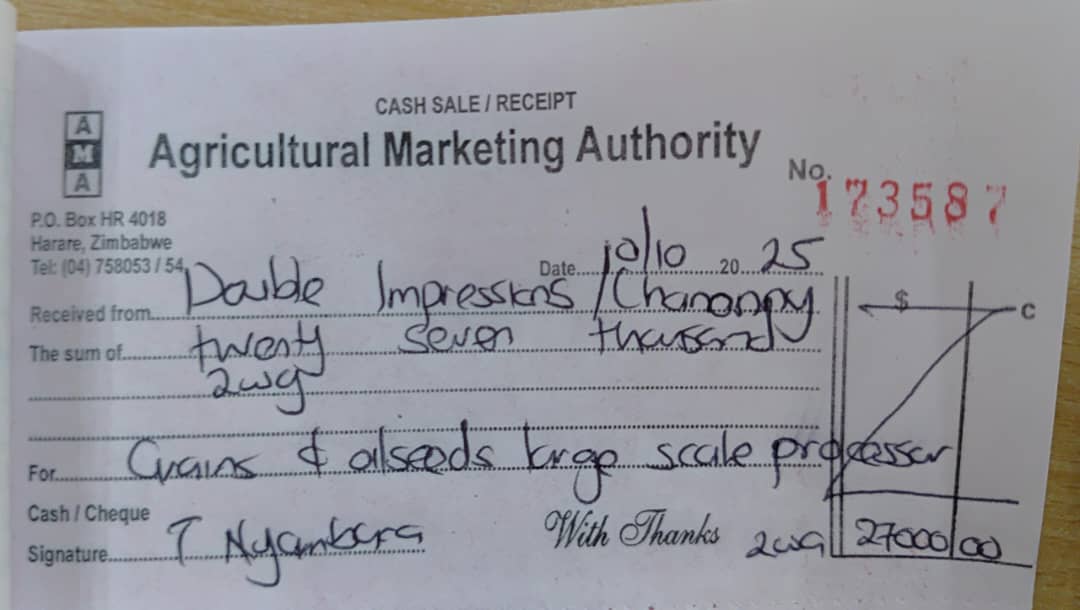 CASH SALE / RECEIPT
A
M
A
Agricultural Marketing Authority
No. 173587
P.O. Box HR 4018
Harare, Zimbabwe
Tel: (04) 758053 / 54
Date 10/10 20 25
Received from Double Impressions /
The sum of twenty seven thousand
zwg
For Grains & oilseeds large scale processor
Cash / Cheque
Signature T
With Thanks
$ C
zwg 27000 00